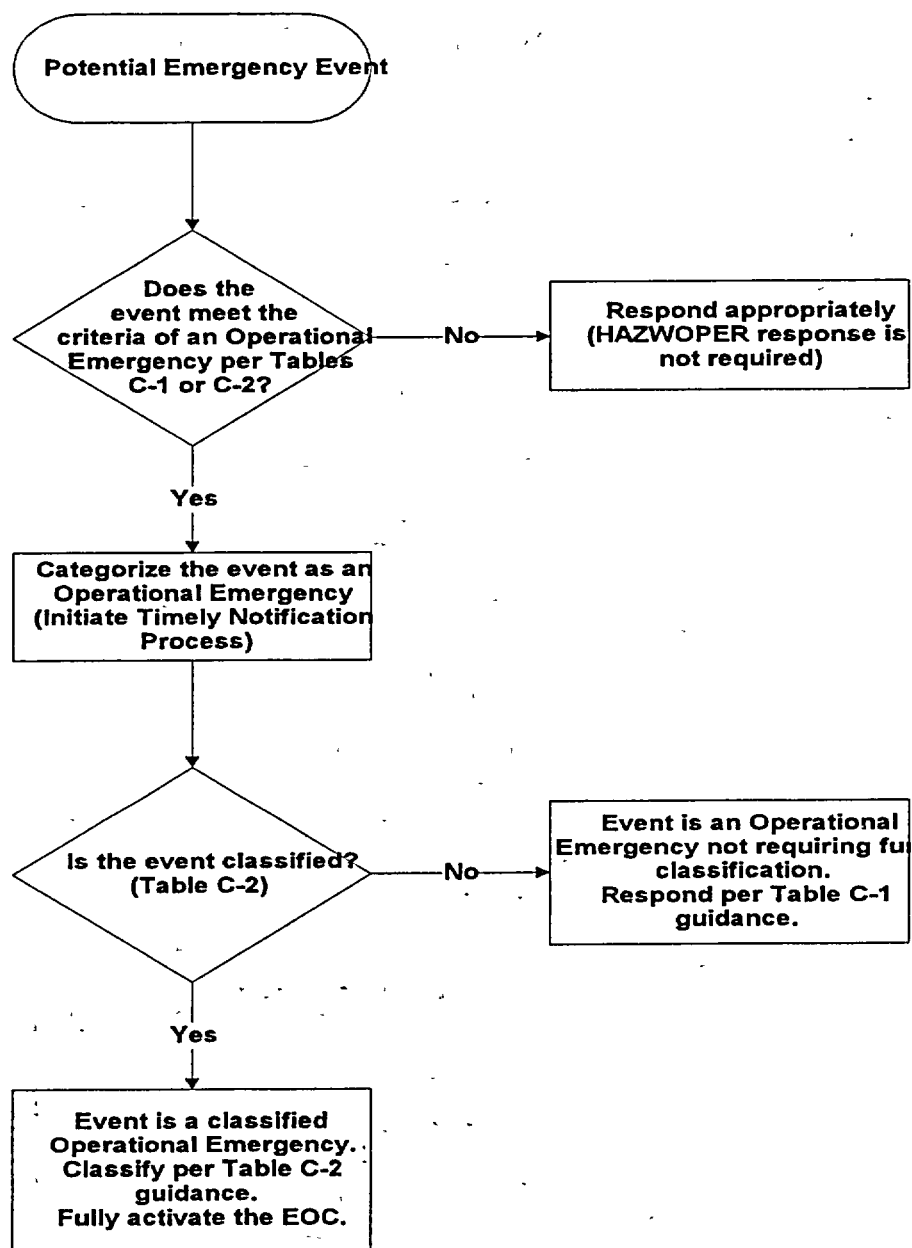 Potential Emergency Event
Does the
event meet the
criteria of an Operational
Emergency per Tables
C-1 or C-2?
No
Respond appropriately
(HAZWOPER response is
not required)
Yes
Categorize the event as an
Operational Emergency
(Initiate Timely Notification
Process)
Is the event classified?
(Table C-2)
No
Event is an Operational
Emergency not requiring
classification.
Respond per Table C-1
guidance.
Yes
Event is a classified
Operational Emergency.
Classify per Table C-2
guidance.
Fully activate the EOC.